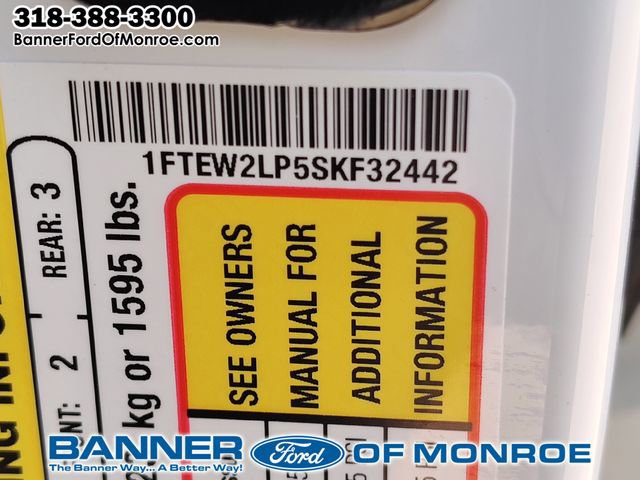 318-388-3300
BannerFordOfMonroe.com
1FTEW2LP5SKF32442
REAR: 3
2
kg or 1595 lbs.
SEE OWNERS
MANUAL FOR
ADDITIONAL
INFORMATION
BANNER Ford OF MONROE
The Banner Way... A Better Way!